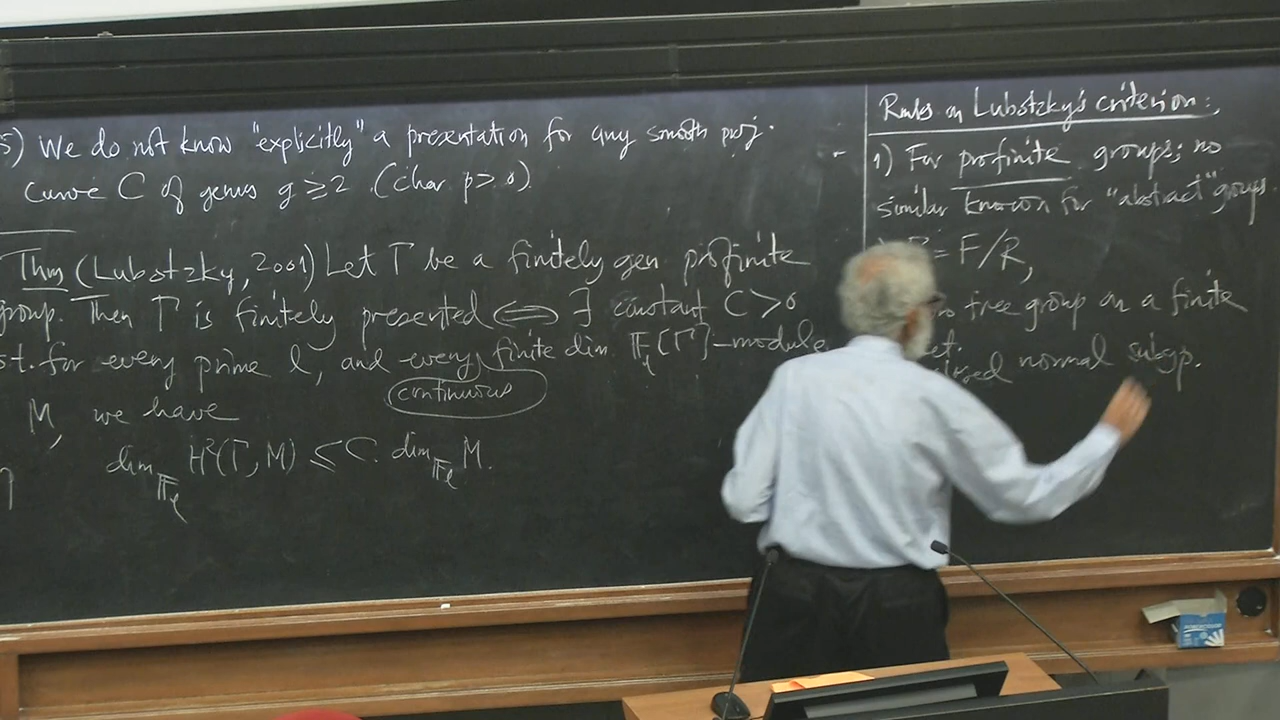 5) We do not know "explicitly" a presentation for any smooth proj.
curve C of genus g ≥ 2 (char p > 0)
Thm (Lubotzky, 2001) Let Γ be a finitely gen profinite
group. Then Γ is finitely presented ⟺ ∃ constant C > 0
st. for every prime l, and every finite dim. 𝔽_l[Γ]-module
continuous
M, we have
dim_{𝔽_l} H²(Γ, M) ≤ C. dim_{𝔽_l} M.
Rmks on Lubotzky's criterion:
1) For profinite groups; no
similar known for "abstract" groups
= F/R,
free group on a finite
set.
closed normal subgp.